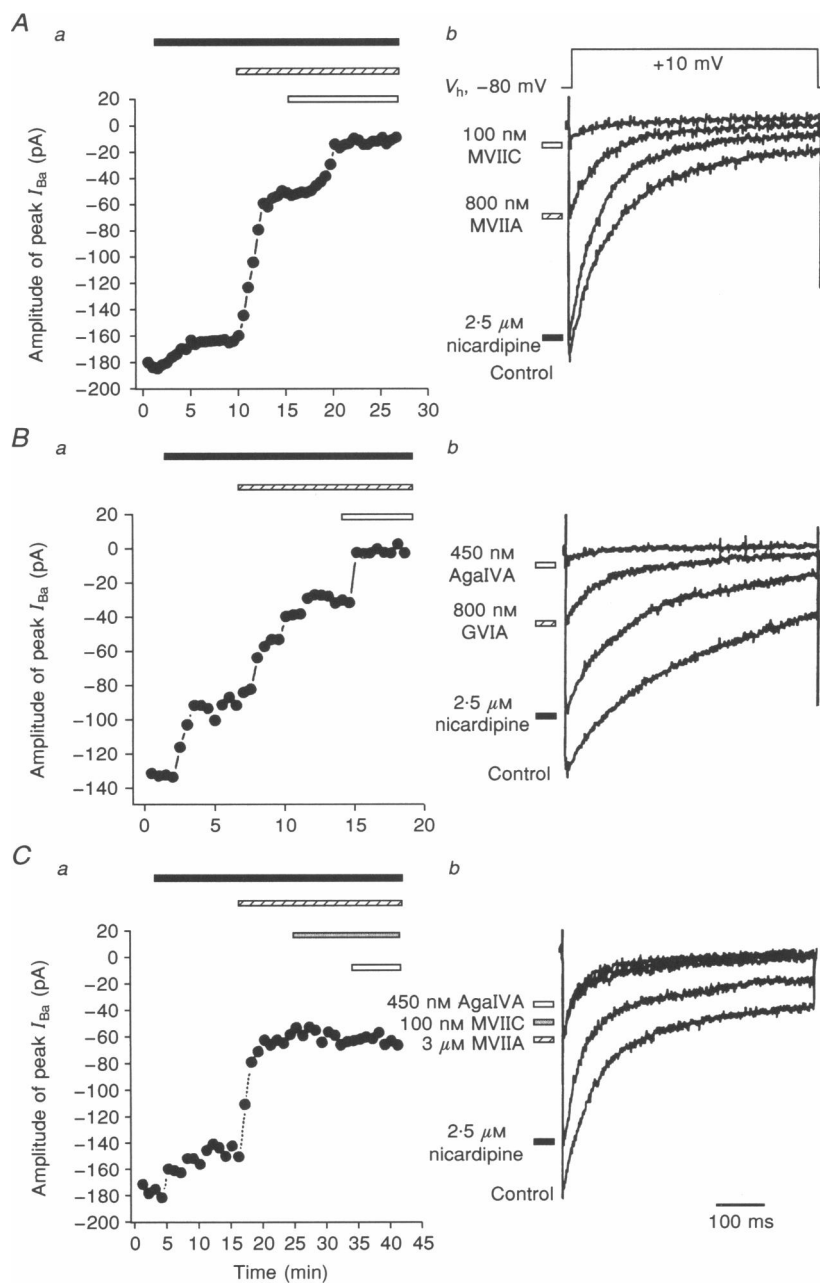 A
a
b
20
0
−20
−40
−60
−80
−100
−120
−140
−160
−180
−200
Amplitude of peak I_Ba (pA)
0 5 10 15 20 25 30
+10 mV
V_h, −80 mV
100 nM
MVIIC
800 nM
MVIIA
2·5 μM
nicardipine
Control
B
a
b
20
0
−20
−40
−60
−80
−100
−120
−140
Amplitude of peak I_Ba (pA)
0 5 10 15 20
450 nM
AgaIVA
800 nM
GVIA
2·5 μM
nicardipine
Control
C
a
b
20
0
−20
−40
−60
−80
−100
−120
−140
−160
−180
−200
Amplitude of peak I_Ba (pA)
0 5 10 15 20 25 30 35 40 45
Time (min)
450 nM AgaIVA
100 nM MVIIC
3 μM MVIIA
2·5 μM
nicardipine
Control
100 ms